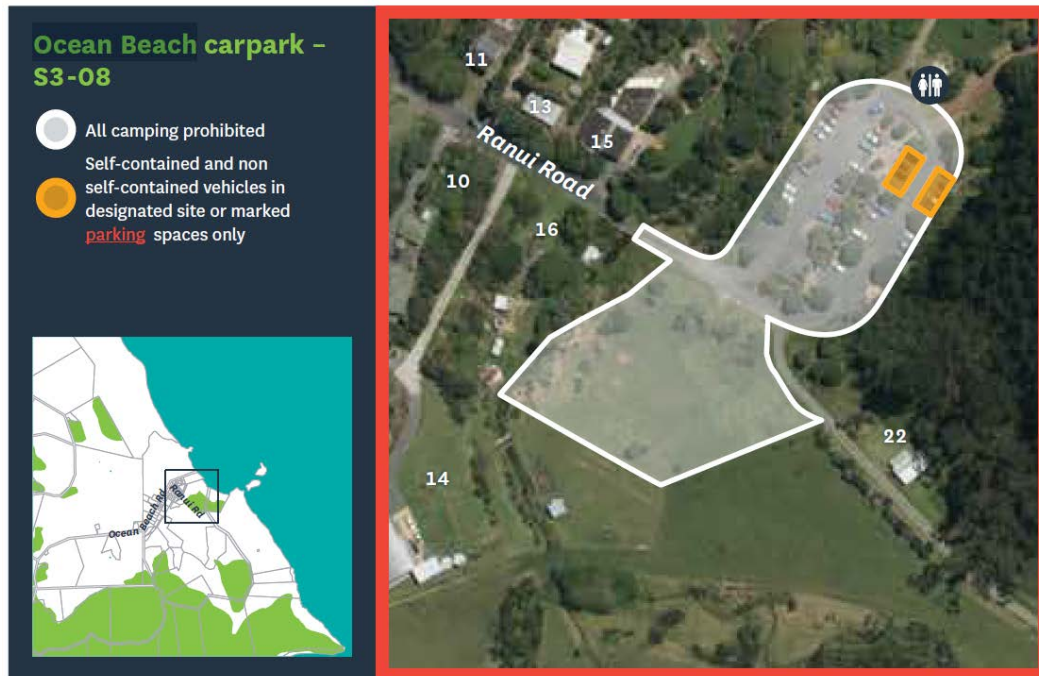 Ocean Beach carpark –
S3-08
All camping prohibited
Self-contained and non
self-contained vehicles in
designated site or marked
parking spaces only
Ocean Beach Rd
Ranui Rd
11
13
15
Ranui Road
10
16
14
22